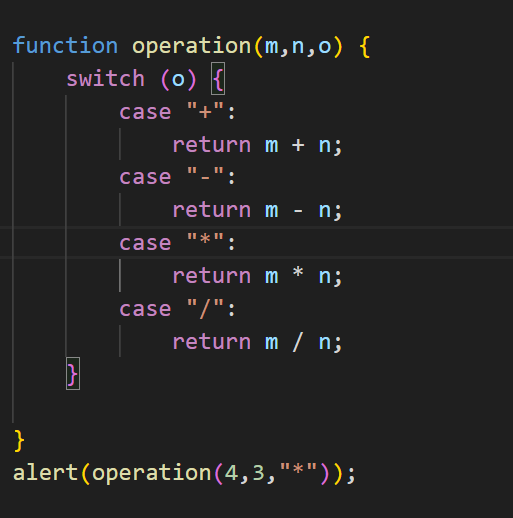 function operation(m,n,o) {
    switch (o) {
        case "+":
            return m + n;
        case "-":
            return m - n;
        case "*":
            return m * n;
        case "/":
            return m / n;
    }
}
alert(operation(4,3,"*"));